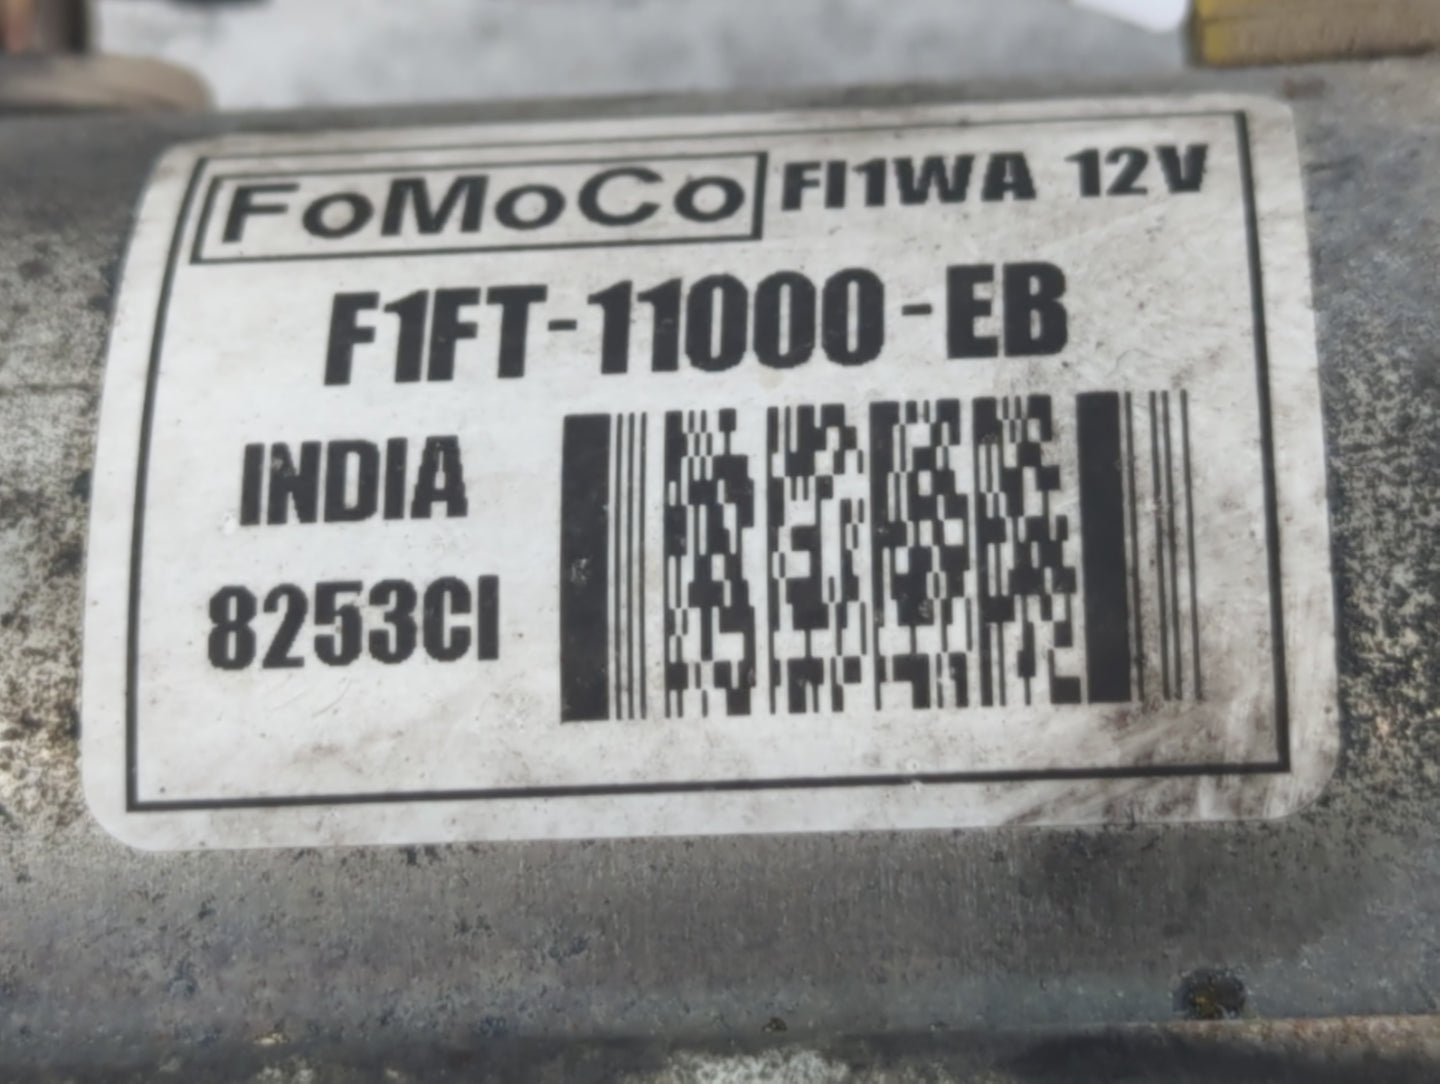 FoMoCo FI1WA 12V
F1FT-11000-EB
INDIA
8253CI